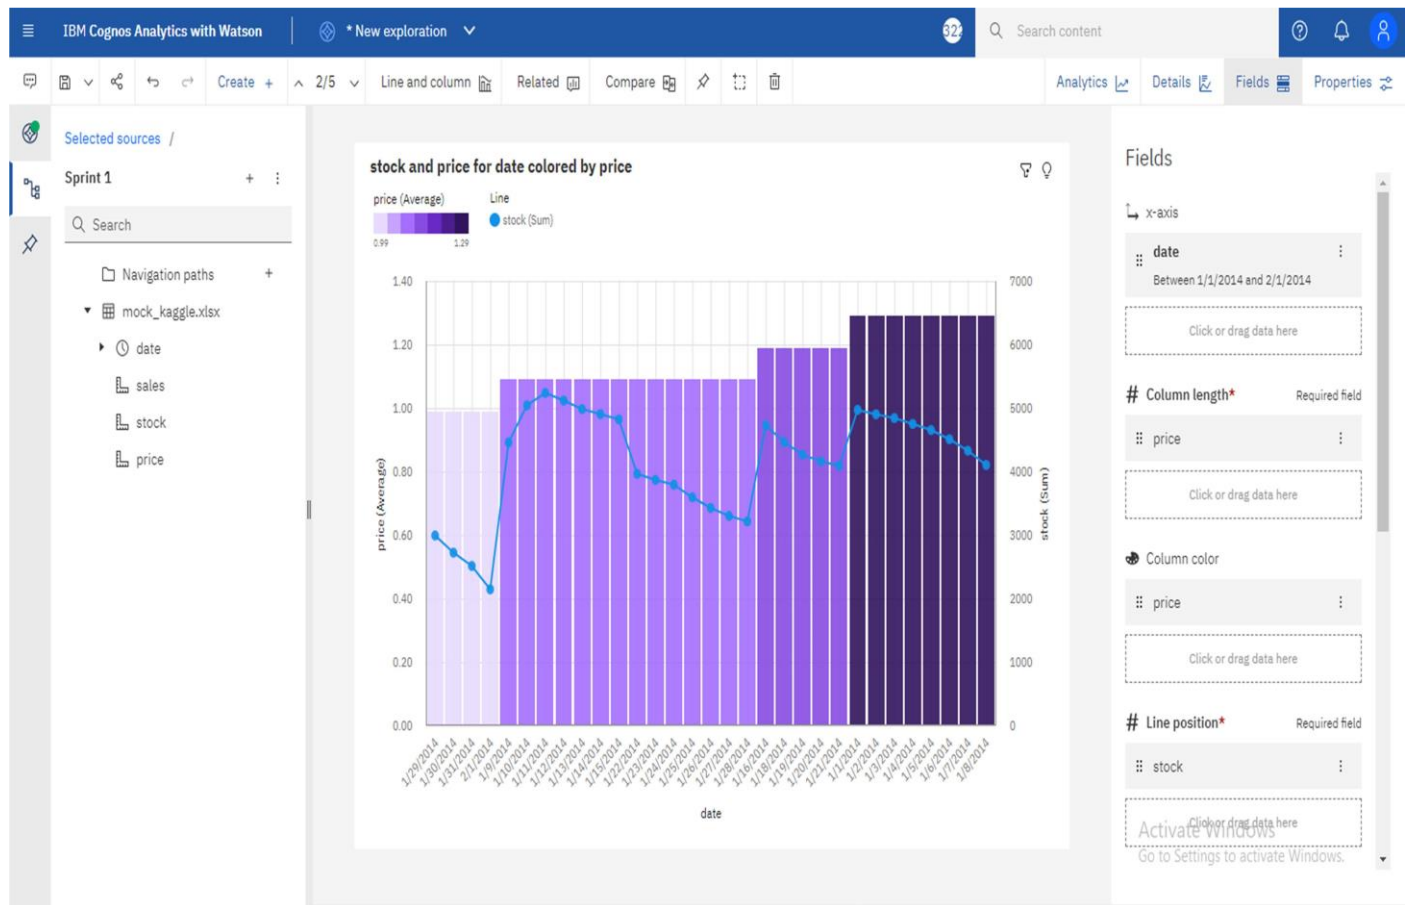 IBM Cognos Analytics with Watson
* New exploration
322
Search content
Create +
2/5
Line and column
Related
Compare
Analytics
Details
Fields
Properties
Selected sources /
Sprint 1
Search
Navigation paths
mock_kaggle.xlsx
date
sales
stock
price
stock and price for date colored by price
price (Average)
Line
stock (Sum)
0.99
1.29
1.40
1.20
1.00
0.80
0.60
0.40
0.20
0.00
price (Average)
7000
6000
5000
4000
3000
2000
1000
0
stock (Sum)
1/29/2014
1/30/2014
1/31/2014
2/1/2014
1/9/2014
1/10/2014
1/11/2014
1/12/2014
1/13/2014
1/14/2014
1/15/2014
1/22/2014
1/23/2014
1/24/2014
1/25/2014
1/26/2014
1/27/2014
1/28/2014
1/16/2014
1/18/2014
1/19/2014
1/20/2014
1/21/2014
1/1/2014
1/2/2014
1/3/2014
1/4/2014
1/5/2014
1/6/2014
1/7/2014
1/8/2014
date
Fields
x-axis
date
Between 1/1/2014 and 2/1/2014
Click or drag data here
# Column length*
Required field
price
Click or drag data here
Column color
price
Click or drag data here
# Line position*
Required field
stock
Click or drag data here
Activate Windows
Go to Settings to activate Windows.